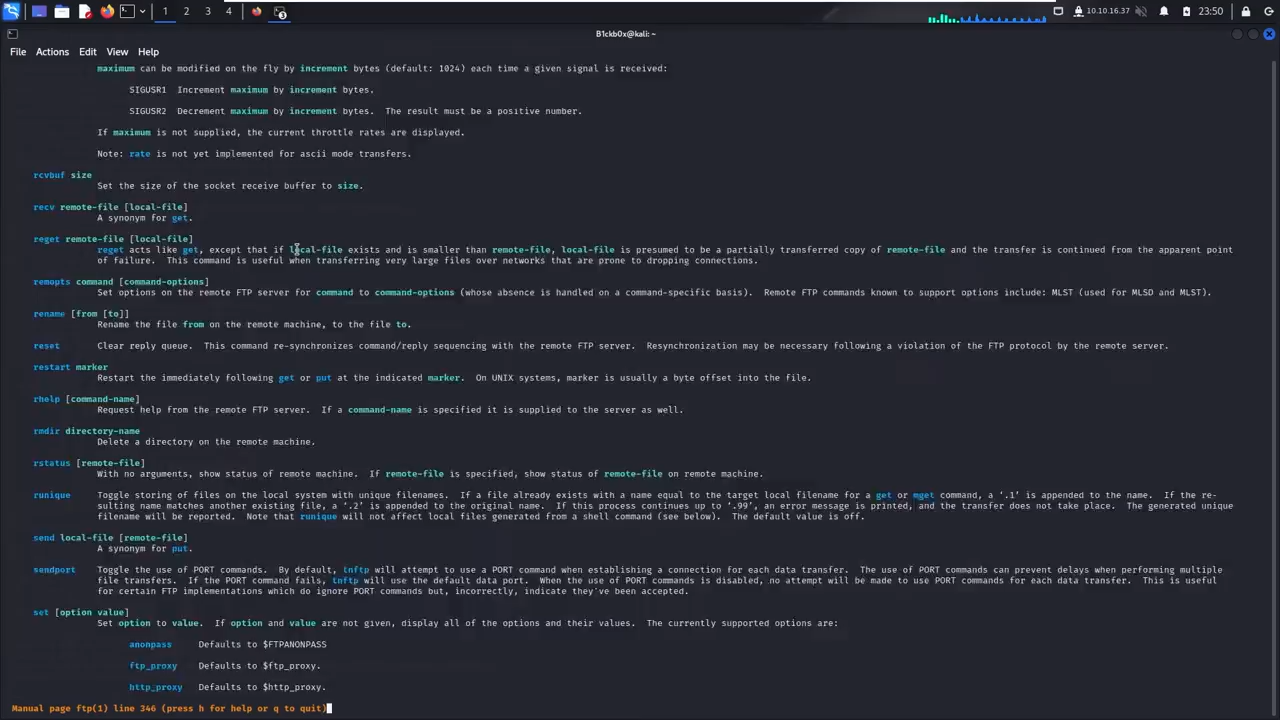 1 2 3 4 3 10.10.16.37 23:50
B1ckb0x@kali: ~
File Actions Edit View Help
maximum can be modified on the fly by increment bytes (default: 1024) each time a given signal is received:
SIGUSR1 Increment maximum by increment bytes.
SIGUSR2 Decrement maximum by increment bytes. The result must be a positive number.
If maximum is not supplied, the current throttle rates are displayed.
Note: rate is not yet implemented for ascii mode transfers.
rcvbuf size
Set the size of the socket receive buffer to size.
recv remote-file [local-file]
A synonym for get.
reget remote-file [local-file]
reget acts like get, except that if local-file exists and is smaller than remote-file, local-file is presumed to be a partially transferred copy of remote-file and the transfer is continued from the apparent point
of failure. This command is useful when transferring very large files over networks that are prone to dropping connections.
remopts command [command-options]
Set options on the remote FTP server for command to command-options (whose absence is handled on a command-specific basis). Remote FTP commands known to support options include: MLST (used for MLSD and MLST).
rename [from [to]]
Rename the file from on the remote machine, to the file to.
reset Clear reply queue. This command re-synchronizes command/reply sequencing with the remote FTP server. Resynchronization may be necessary following a violation of the FTP protocol by the remote server.
restart marker
Restart the immediately following get or put at the indicated marker. On UNIX systems, marker is usually a byte offset into the file.
rhelp [command-name]
Request help from the remote FTP server. If a command-name is specified it is supplied to the server as well.
rmdir directory-name
Delete a directory on the remote machine.
rstatus [remote-file]
With no arguments, show status of remote machine. If remote-file is specified, show status of remote-file on remote machine.
runique Toggle storing of files on the local system with unique filenames. If a file already exists with a name equal to the target local filename for a get or mget command, a ‘.1’ is appended to the name. If the re-
sulting name matches another existing file, a ‘.2’ is appended to the original name. If this process continues up to ‘.99’, an error message is printed, and the transfer does not take place. The generated unique
filename will be reported. Note that runique will not affect local files generated from a shell command (see below). The default value is off.
send local-file [remote-file]
A synonym for put.
sendport Toggle the use of PORT commands. By default, tnftp will attempt to use a PORT command when establishing a connection for each data transfer. The use of PORT commands can prevent delays when performing multiple
file transfers. If the PORT command fails, tnftp will use the default data port. When the use of PORT commands is disabled, no attempt will be made to use PORT commands for each data transfer. This is useful
for certain FTP implementations which do ignore PORT commands but, incorrectly, indicate they've been accepted.
set [option value]
Set option to value. If option and value are not given, display all of the options and their values. The currently supported options are:
anonpass Defaults to $FTPANONPASS
ftp_proxy Defaults to $ftp_proxy.
http_proxy Defaults to $http_proxy.
Manual page ftp(1) line 346 (press h for help or q to quit)